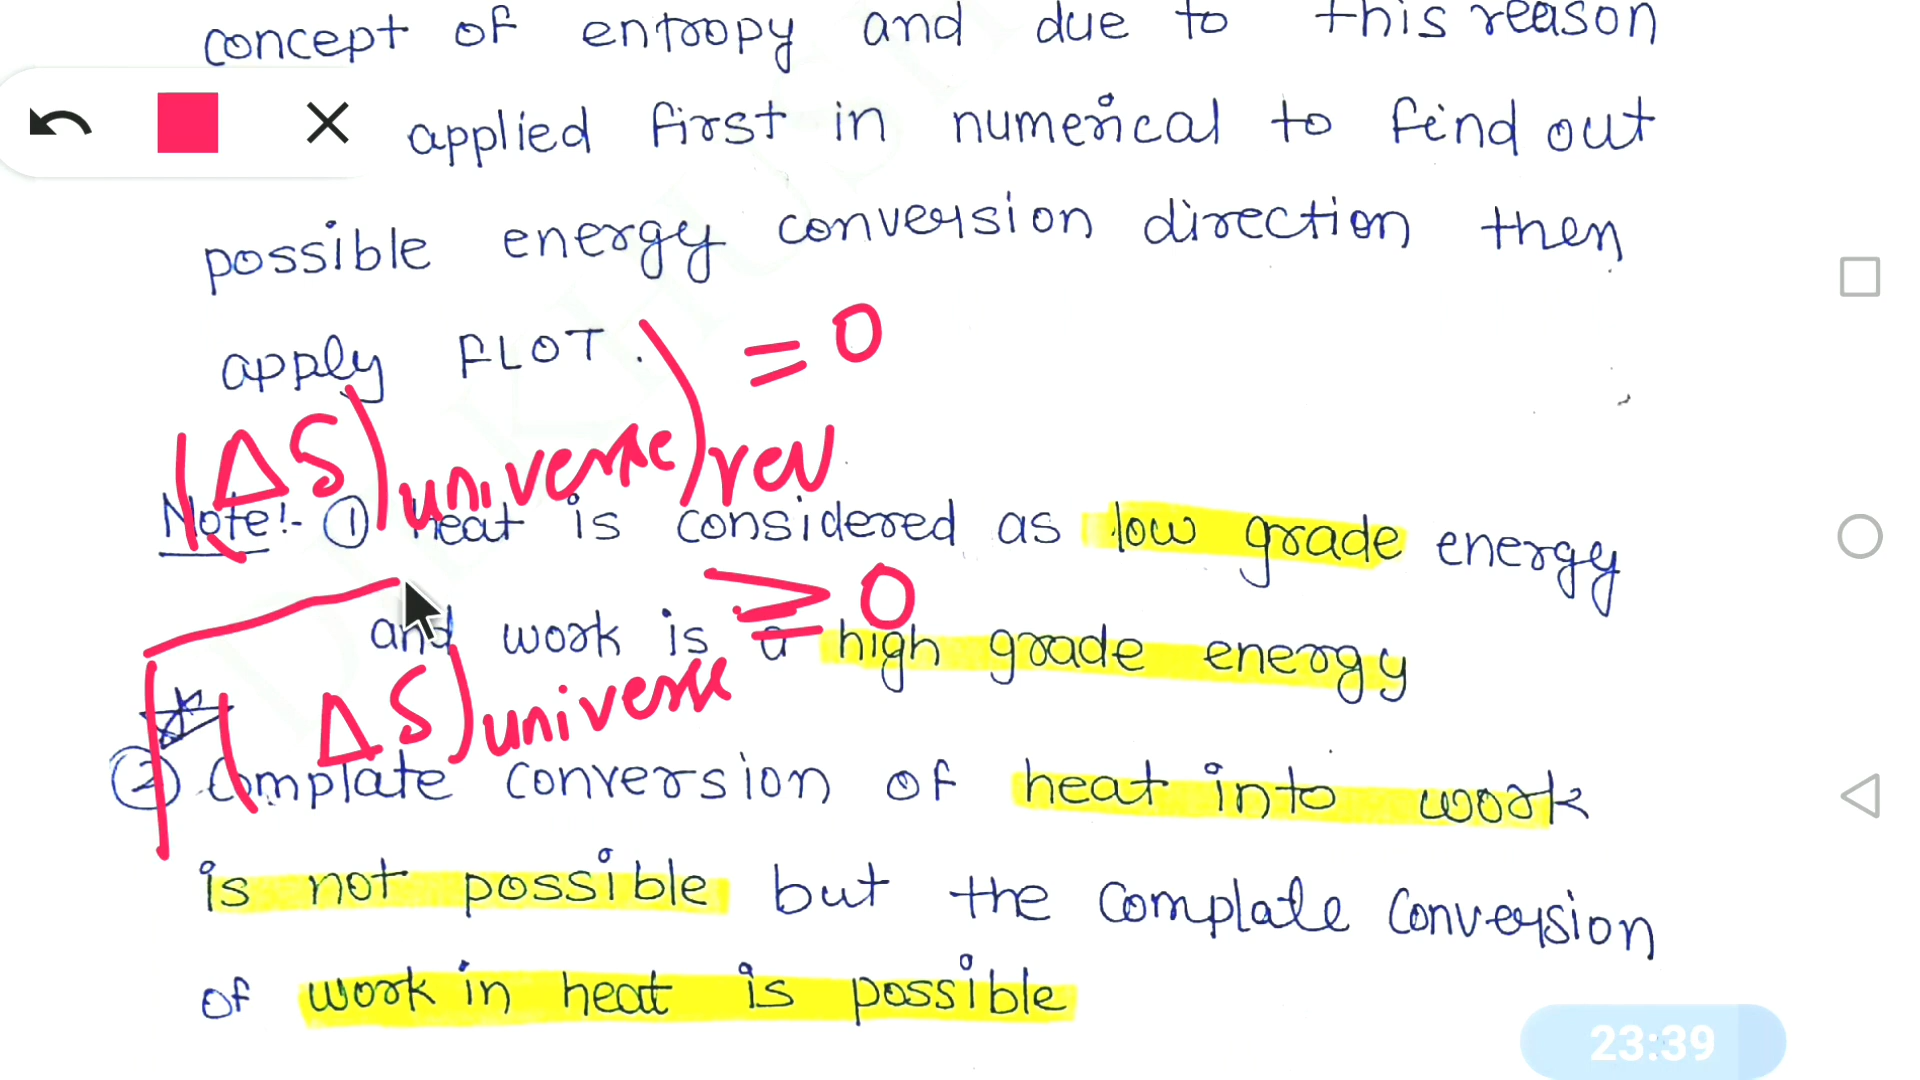 concept of entropy and due to this reason
applied first in numerical to find out
possible energy conversion direction then
apply FLOT.
((ΔS)universe)rev = 0
Note:- ① Heat is considered as low grade energy
and work is a high grade energy
(ΔS)universe ≥ 0
② Complate conversion of heat into work
is not possible but the Complate Conversion
of work in heat is possible
23:39